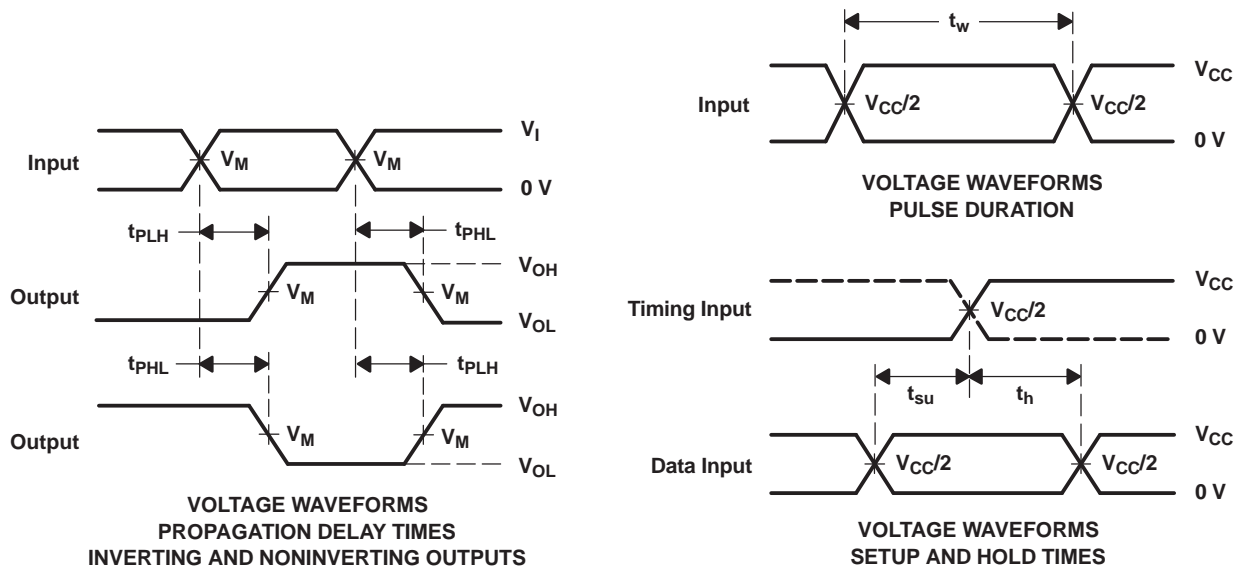 Input
V_M
V_M
V_I
0 V
t_PLH
t_PHL
Output
V_M
V_M
V_OH
V_OL
t_PHL
t_PLH
Output
V_M
V_M
V_OH
V_OL
VOLTAGE WAVEFORMS
PROPAGATION DELAY TIMES
INVERTING AND NONINVERTING OUTPUTS
t_w
Input
V_CC/2
V_CC/2
V_CC
0 V
VOLTAGE WAVEFORMS
PULSE DURATION
Timing Input
V_CC/2
V_CC
0 V
t_su
t_h
Data Input
V_CC/2
V_CC/2
V_CC
0 V
VOLTAGE WAVEFORMS
SETUP AND HOLD TIMES